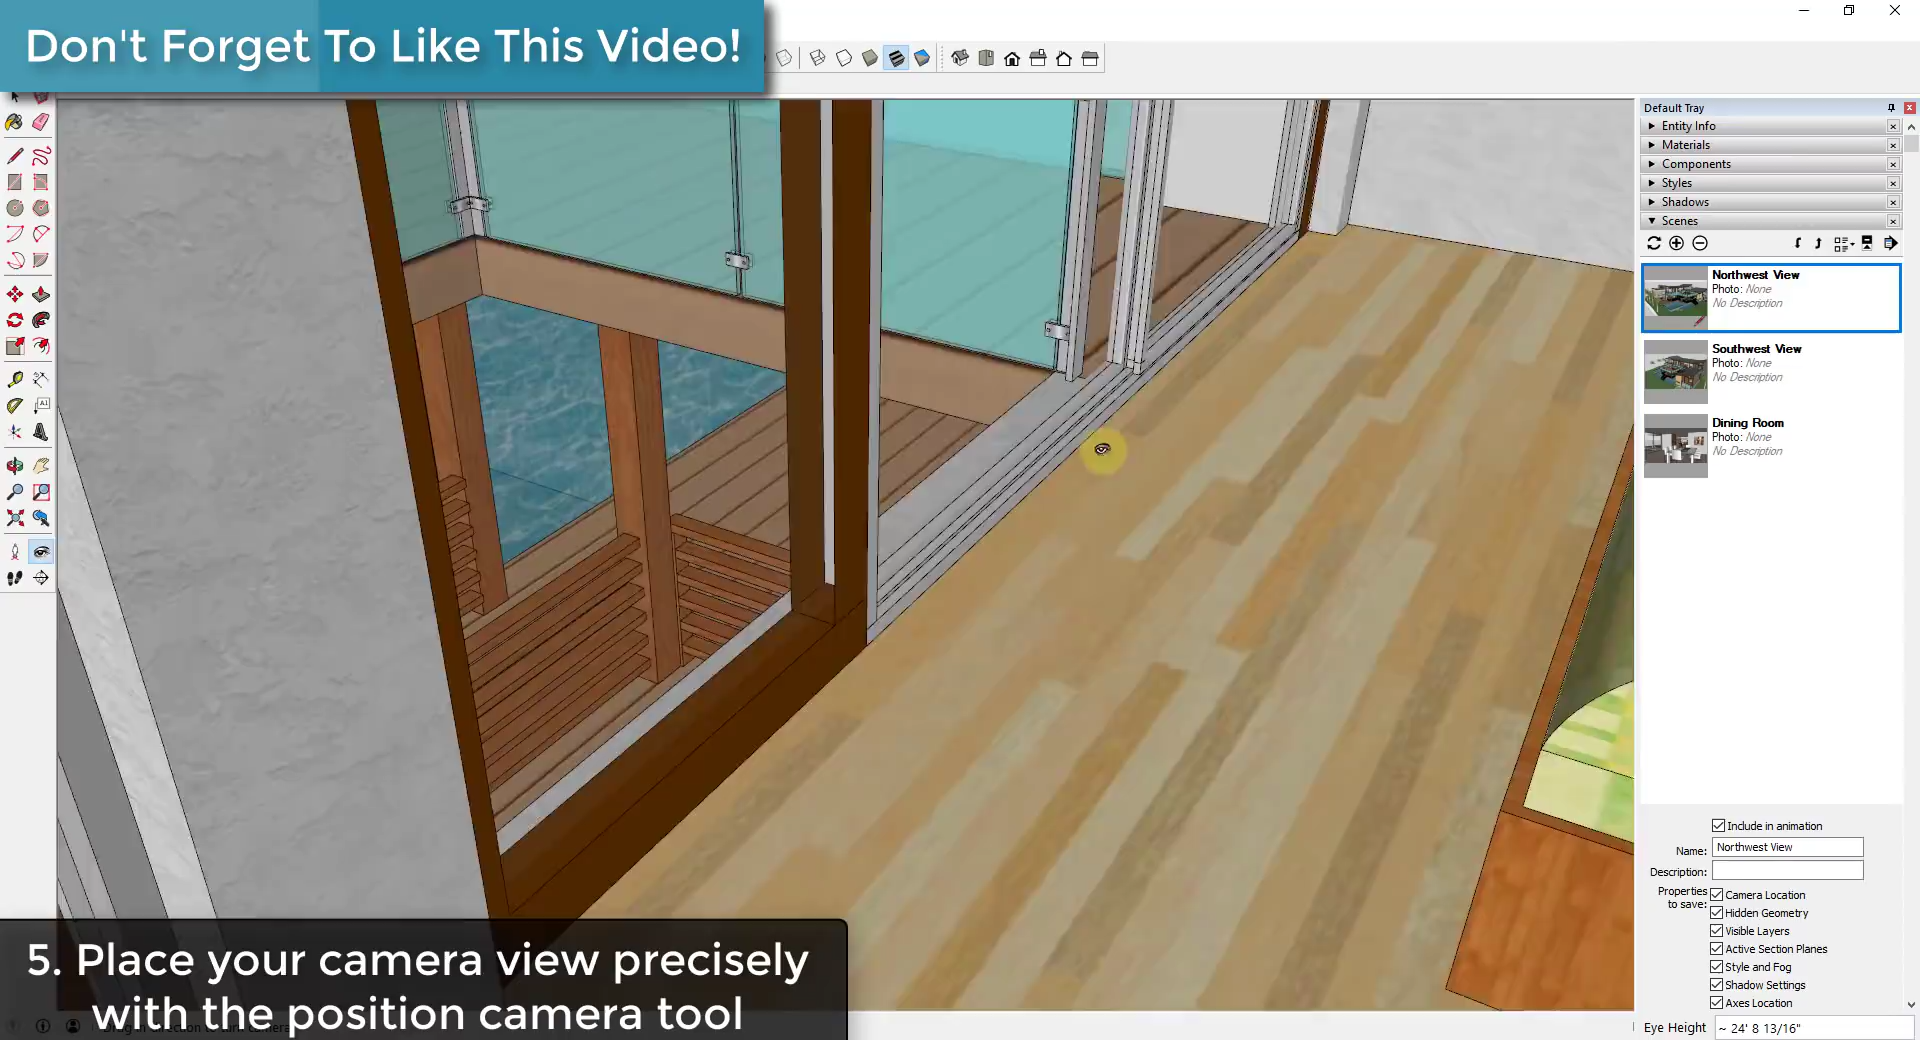 Don't Forget To Like This Video!
Default Tray
Entity Info
Materials
Components
Styles
Shadows
Scenes
Northwest View
Photo: None
No Description
Southwest View
Photo: None
No Description
Dining Room
Photo: None
No Description
Include in animation
Name: Northwest View
Description:
Properties to save:
Camera Location
Hidden Geometry
Visible Layers
Active Section Planes
Style and Fog
Shadow Settings
Axes Location
5. Place your camera view precisely
with the position camera tool
Eye Height ~ 24' 8 13/16"